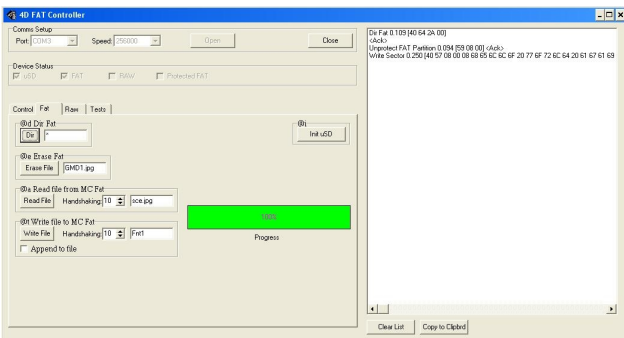 4D FAT Controller
Comms Setup
Port: COM3 Speed: 256000 Open Close
Device Status
uSD FAT RAW Protected FAT
Control Fat Raw Tests
@d Dir Fat
Dir *
@i
Init uSD
@e Erase Fat
Erase File GMD1.jpg
@a Read file from MC Fat
Read File Handshaking: 10 sce.jpg
@t Write file to MC Fat
Write File Handshaking: 10 Fnt1
Append to file
100%
Progress
Dir Fat 0.109 [40 64 2A 00]
<Ack>
Unprotect FAT Partition 0.094 [59 08 00] <Ack>
Write Sector 0.250 [40 57 08 00 08 68 65 6C 6C 6F 20 77 6F 72 6C 64 20 61 67 61 69
Clear List Copy to Clipbrd